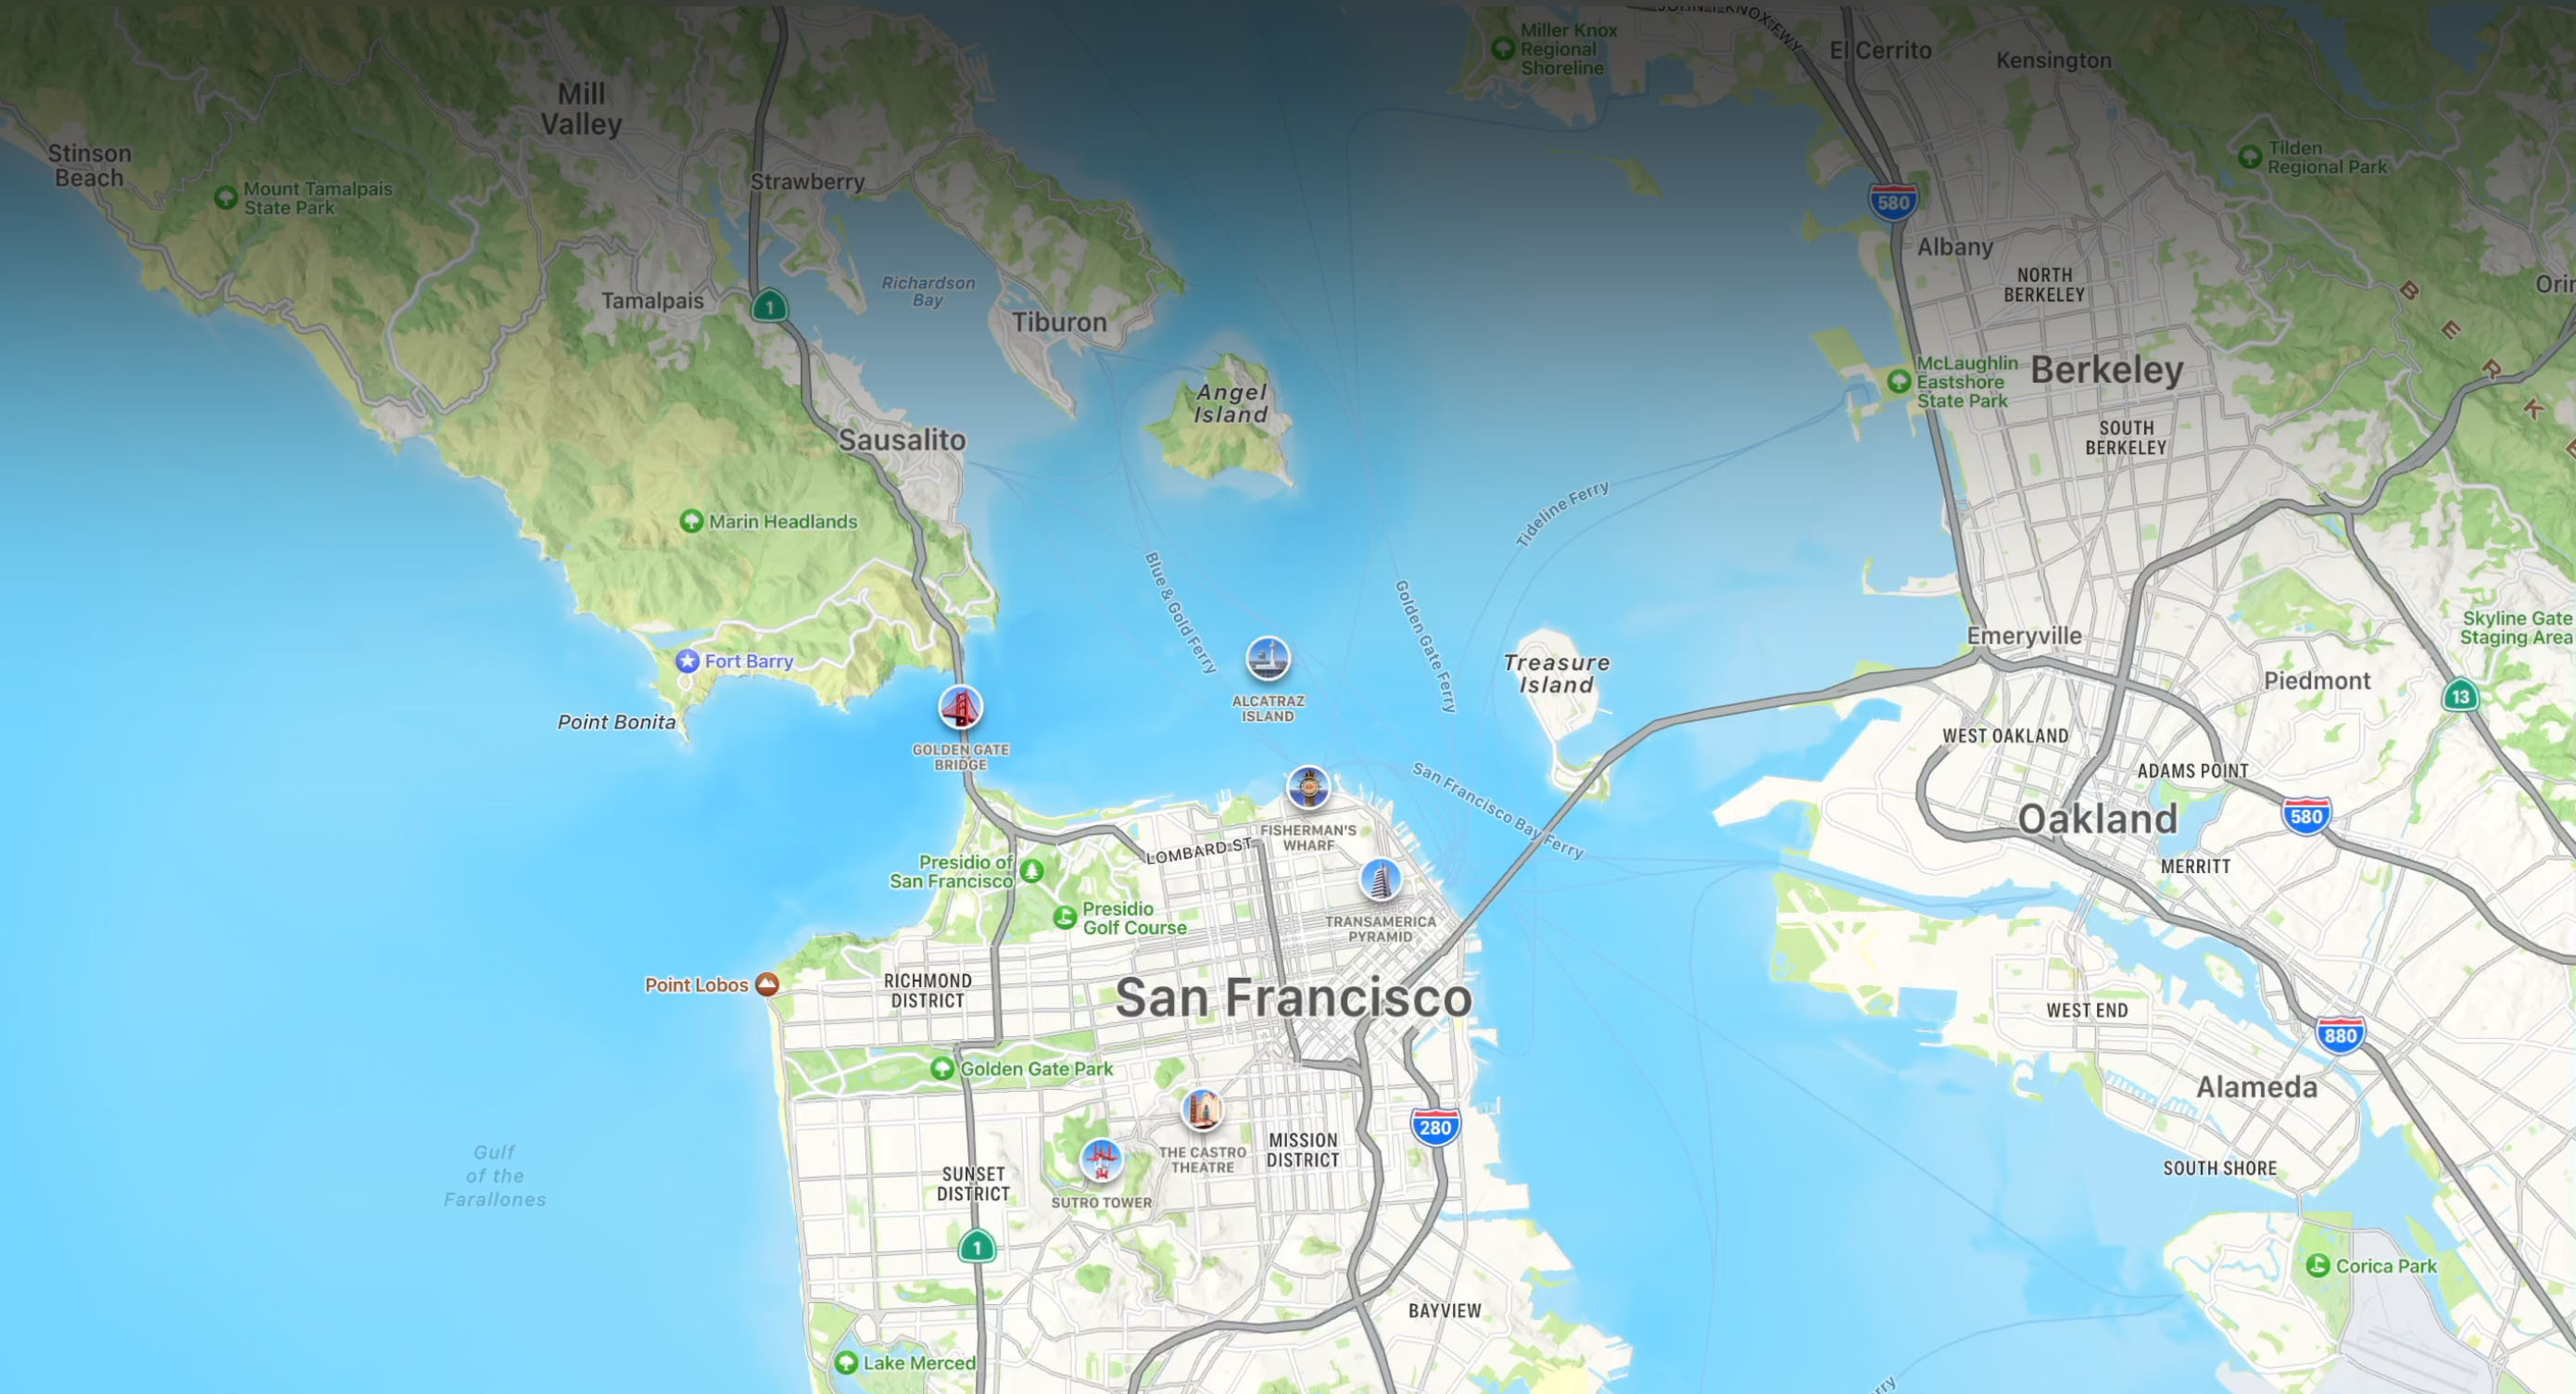 JOHN T KNOX FWY
Miller Knox
Regional
Shoreline
El Cerrito
Kensington
Mill
Valley
Stinson
Beach
Mount Tamalpais
State Park
Strawberry
Tilden
Regional Park
580
Albany
NORTH
BERKELEY
Richardson
Bay
Tamalpais
1
Tiburon
B
E
R
K
Angel
Island
McLaughlin
Eastshore
State Park
Berkeley
SOUTH
BERKELEY
Sausalito
Marin Headlands
Tideline Ferry
Blue & Gold Ferry
Golden Gate Ferry
Skyline Gate
Staging Area
Emeryville
Fort Barry
Treasure
Island
Piedmont
13
ALCATRAZ
ISLAND
Point Bonita
GOLDEN GATE
BRIDGE
WEST OAKLAND
ADAMS POINT
San Francisco Bay Ferry
Oakland
580
FISHERMAN'S
WHARF
LOMBARD ST
Presidio of
San Francisco
MERRITT
Presidio
Golf Course
TRANSAMERICA
PYRAMID
Point Lobos
RICHMOND
DISTRICT
San Francisco
WEST END
880
Golden Gate Park
Alameda
280
Gulf
of the
Farallones
MISSION
DISTRICT
THE CASTRO
THEATRE
SUNSET
DISTRICT
SUTRO TOWER
SOUTH SHORE
1
Corica Park
BAYVIEW
Lake Merced